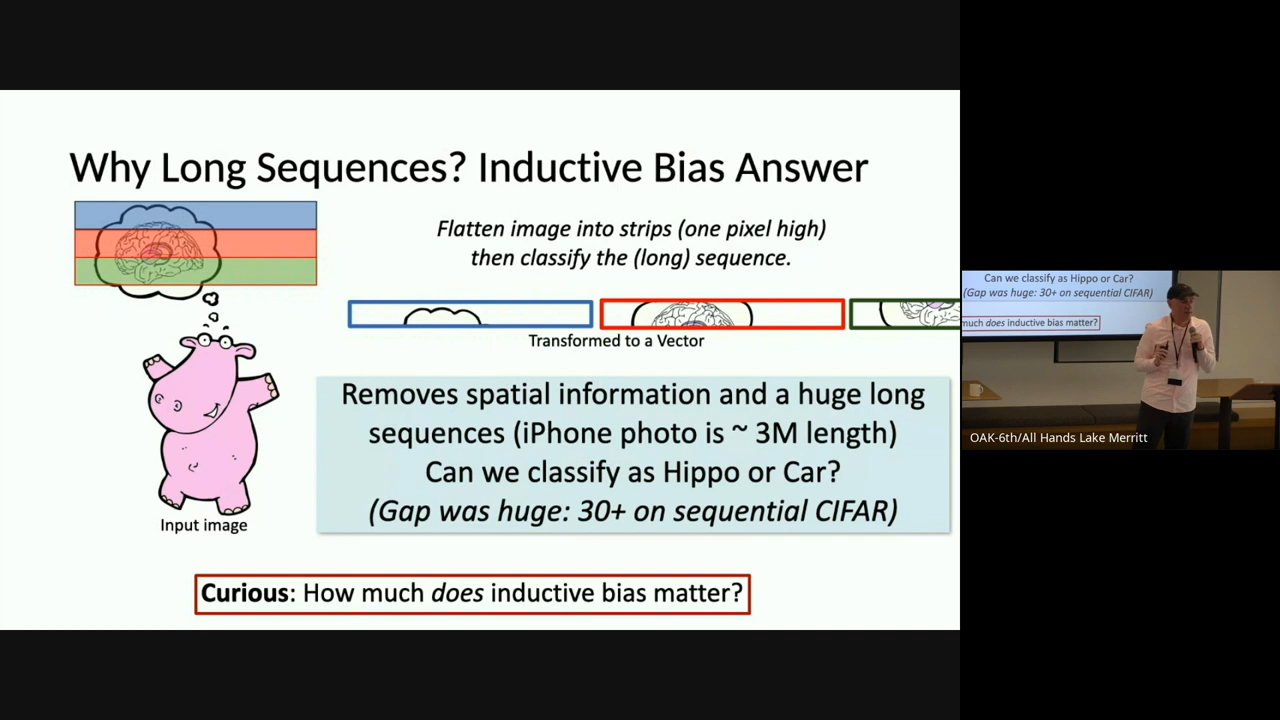 Why Long Sequences? Inductive Bias Answer
Flatten image into strips (one pixel high)
then classify the (long) sequence.
Transformed to a Vector
Removes spatial information and a huge long
sequences (iPhone photo is ~ 3M length)
Can we classify as Hippo or Car?
(Gap was huge: 30+ on sequential CIFAR)
Input image
Curious: How much does inductive bias matter?
Can we classify as Hippo or Car?
(Gap was huge: 30+ on sequential CIFAR)
much does inductive bias matter?
OAK-6th/All Hands Lake Merritt